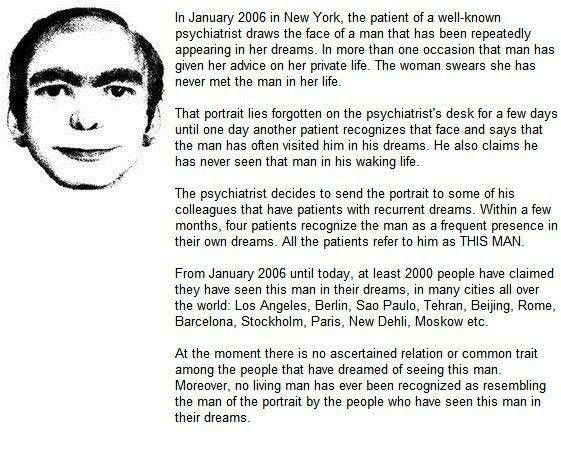 In January 2006 in New York, the patient of a well-known
psychiatrist draws the face of a man that has been repeatedly
appearing in her dreams. In more than one occasion that man has
given her advice on her private life. The woman swears she has
never met the man in her life.
That portrait lies forgotten on the psychiatrist's desk for a few days
until one day another patient recognizes that face and says that
the man has often visited him in his dreams. He also claims he
has never seen that man in his waking life.
The psychiatrist decides to send the portrait to some of his
colleagues that have patients with recurrent dreams. Within a few
months, four patients recognize the man as a frequent presence in
their own dreams. All the patients refer to him as THIS MAN.
From January 2006 until today, at least 2000 people have claimed
they have seen this man in their dreams, in many cities all over
the world: Los Angeles, Berlin, Sao Paulo, Tehran, Beijing, Rome,
Barcelona, Stockholm, Paris, New Dehli, Moskow etc.
At the moment there is no ascertained relation or common trait
among the people that have dreamed of seeing this man.
Moreover, no living man has ever been recognized as resembling
the man of the portrait by the people who have seen this man in
their dreams.